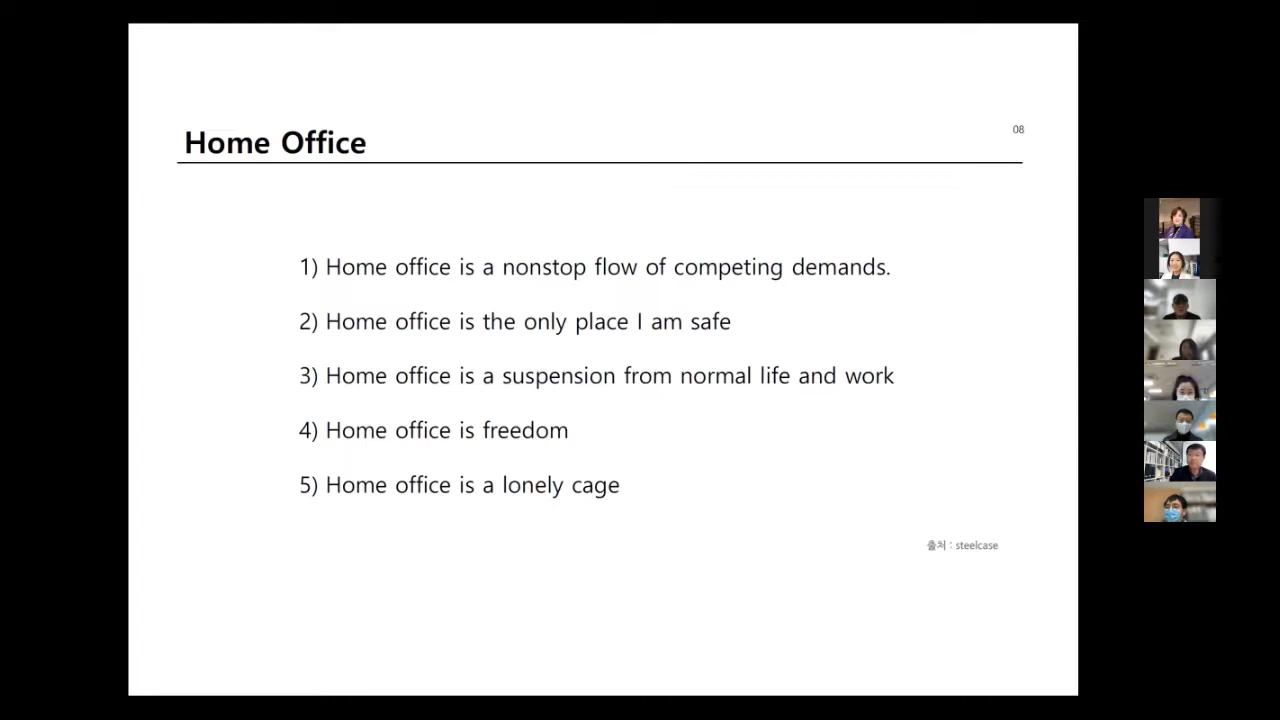 Home Office
08
1) Home office is a nonstop flow of competing demands.
2) Home office is the only place I am safe
3) Home office is a suspension from normal life and work
4) Home office is freedom
5) Home office is a lonely cage
출처 : steelcase